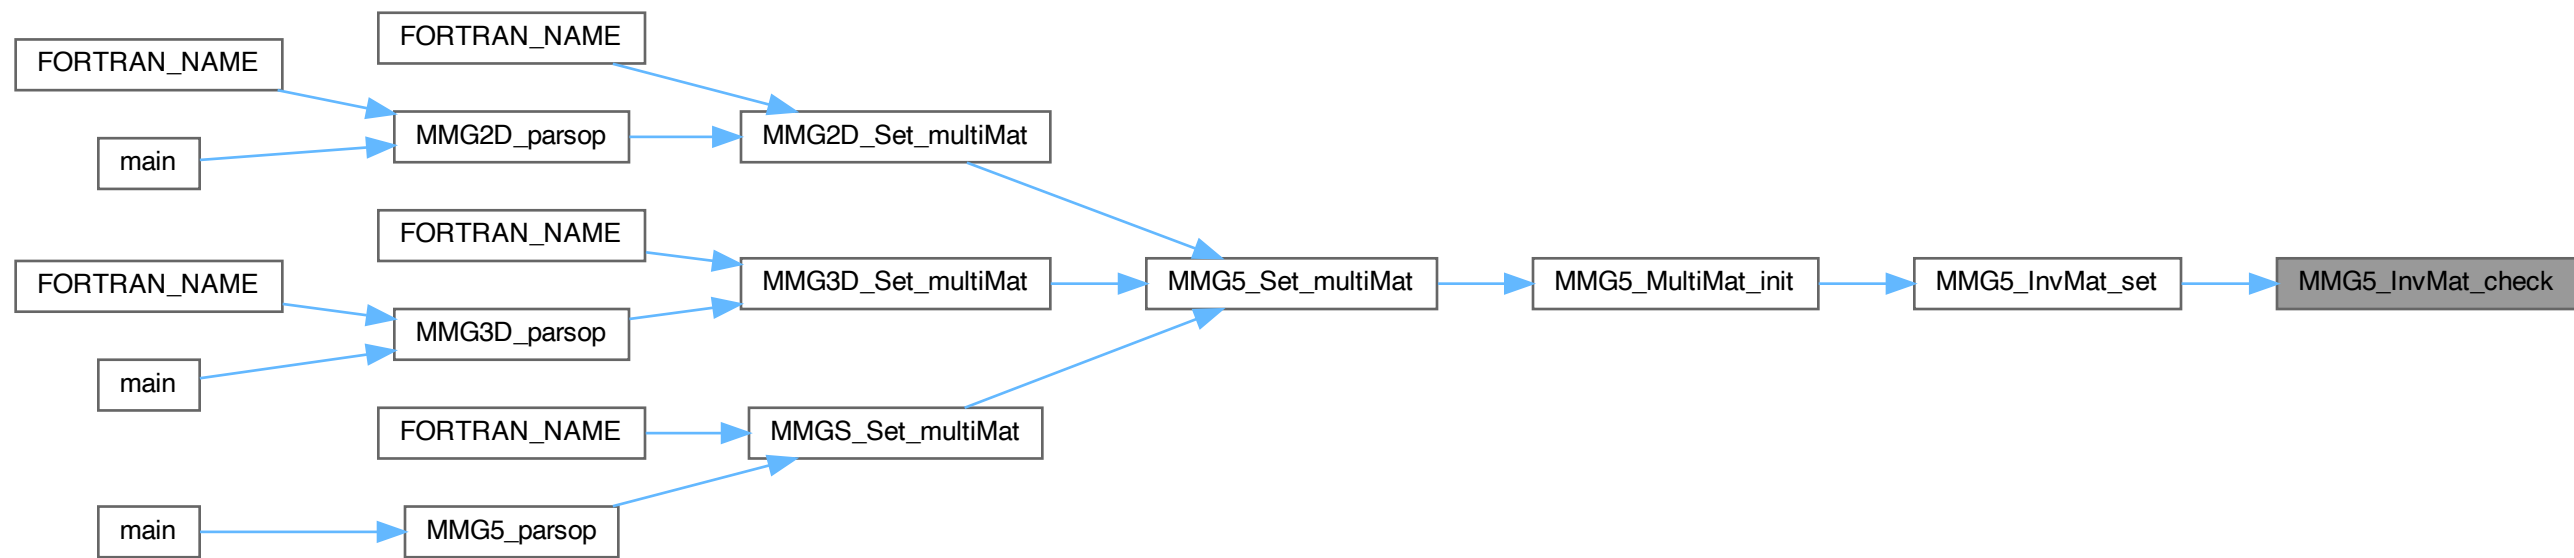 FORTRAN_NAME
FORTRAN_NAME
MMG2D_parsop
MMG2D_Set_multiMat
main
FORTRAN_NAME
FORTRAN_NAME
MMG3D_Set_multiMat
MMG5_Set_multiMat
MMG5_MultiMat_init
MMG5_InvMat_set
MMG5_InvMat_check
MMG3D_parsop
main
FORTRAN_NAME
MMGS_Set_multiMat
main
MMG5_parsop